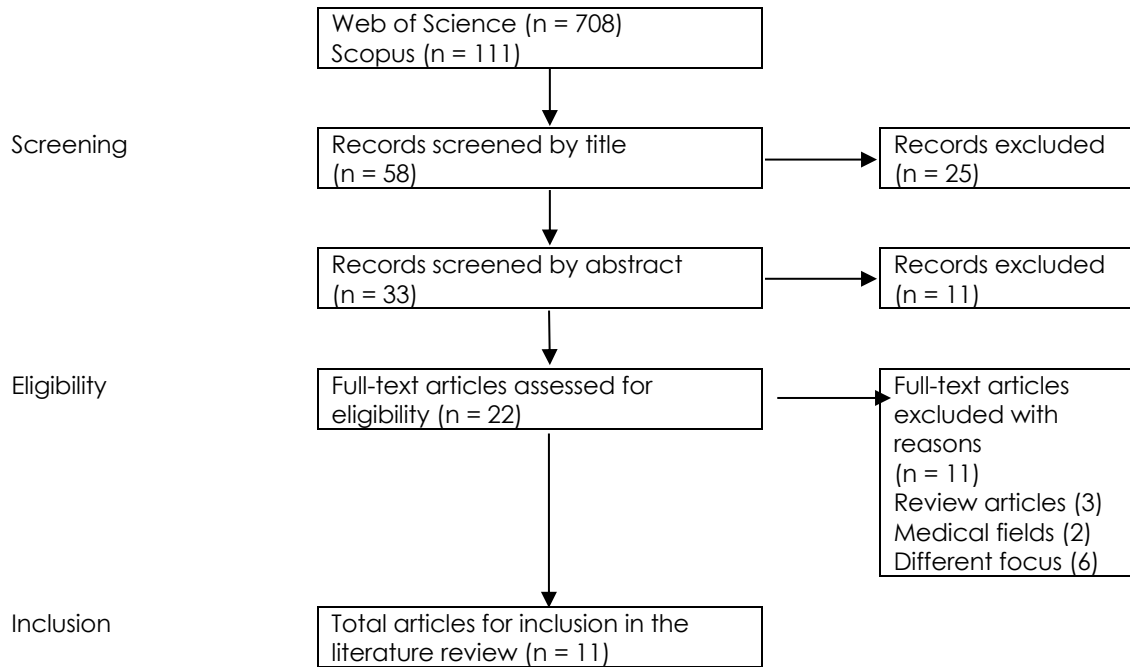 Web of Science (n = 708)
Scopus (n = 111)
Screening
Records screened by title
(n = 58)
Records excluded
(n = 25)
Records screened by abstract
(n = 33)
Records excluded
(n = 11)
Eligibility
Full-text articles assessed for
eligibility (n = 22)
Full-text articles
excluded with
reasons
(n = 11)
Review articles (3)
Medical fields (2)
Different focus (6)
Inclusion
Total articles for inclusion in the
literature review (n = 11)